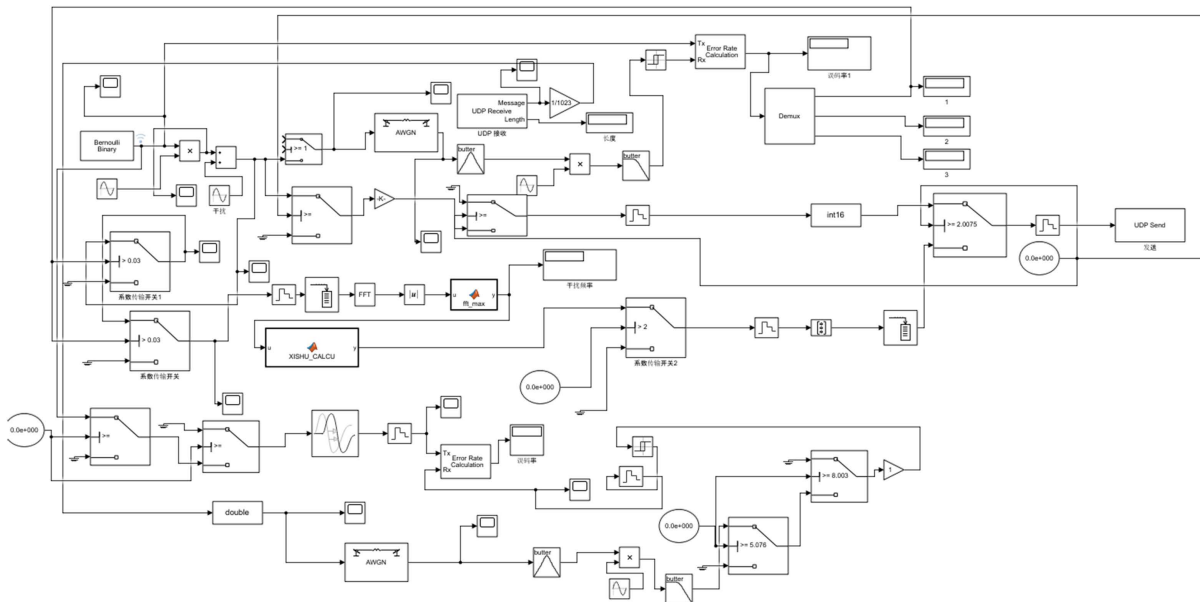 Tx
Rx
Error Rate
Calculation
误码率1
Message
UDP Receive
Length
UDP 接收
1/1023
长度
Demux
1
2
3
Bernoulli
Binary
×
>= 1
AWGN
butter
×
butter
干扰
>=
-K-
>=
int16
>= 2.0075
UDP Send
发送
0.0e+000
> 0.03
系数传输开关1
FFT
|u|
u
fft_max
y
干扰频率
> 0.03
系数传输开关
u
XISHU_CALCU
y
> 2
系数传输开关2
0.0e+000
0.0e+000
>=
>=
Tx
Rx
Error Rate
Calculation
误码率
>= 8.003
1
double
0.0e+000
>= 5.076
AWGN
butter
×
butter